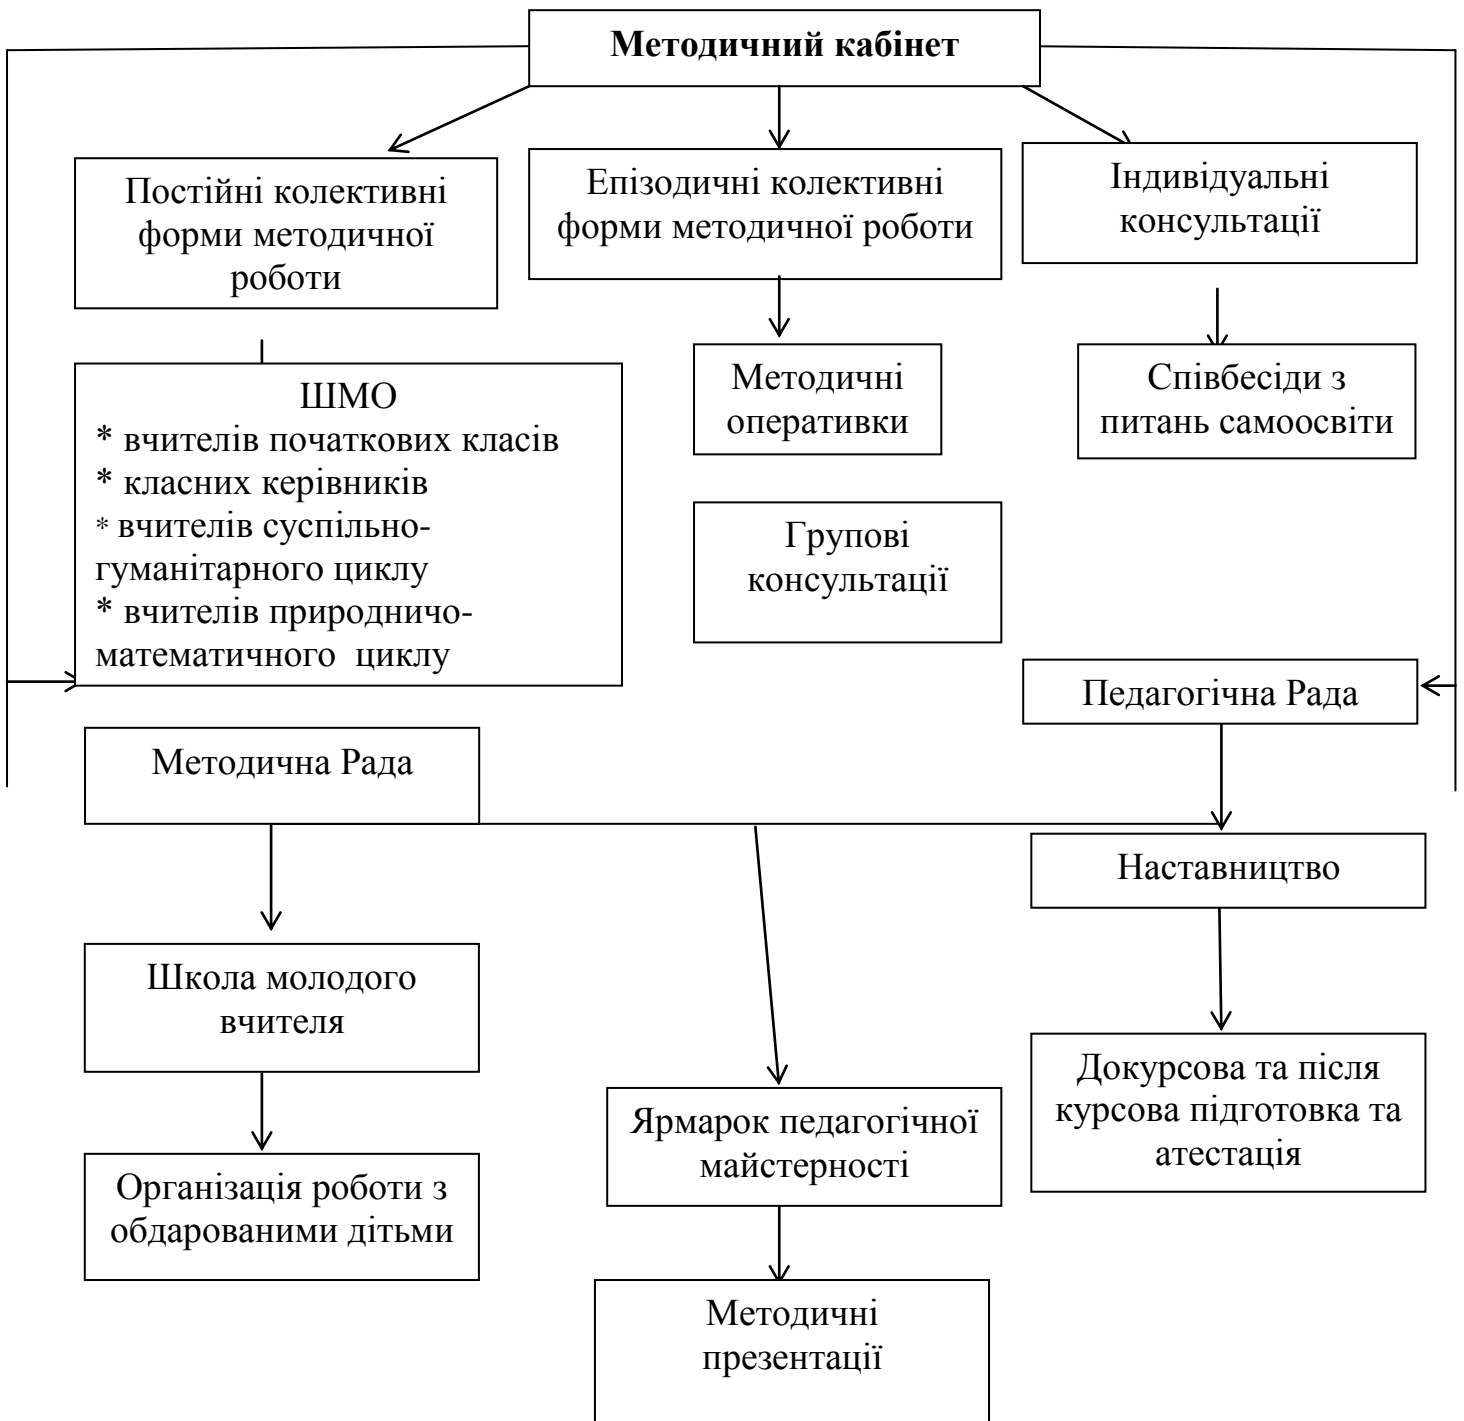 Методичний кабінет
Постійні колективні
форми методичної
роботи
Епізодичні колективні
форми методичної роботи
Індивідуальні
консультації
ШМО
* вчителів початкових класів
* класних керівників
* вчителів суспільно-
гуманітарного циклу
* вчителів природничо-
математичного циклу
Методичні
оперативки
Співбесіди з
питань самоосвіти
Групові
консультації
Педагогічна Рада
Методична Рада
Наставництво
Школа молодого
вчителя
Докурсова та після
курсова підготовка та
атестація
Ярмарок педагогічної
майстерності
Організація роботи з
обдарованими дітьми
Методичні
презентації